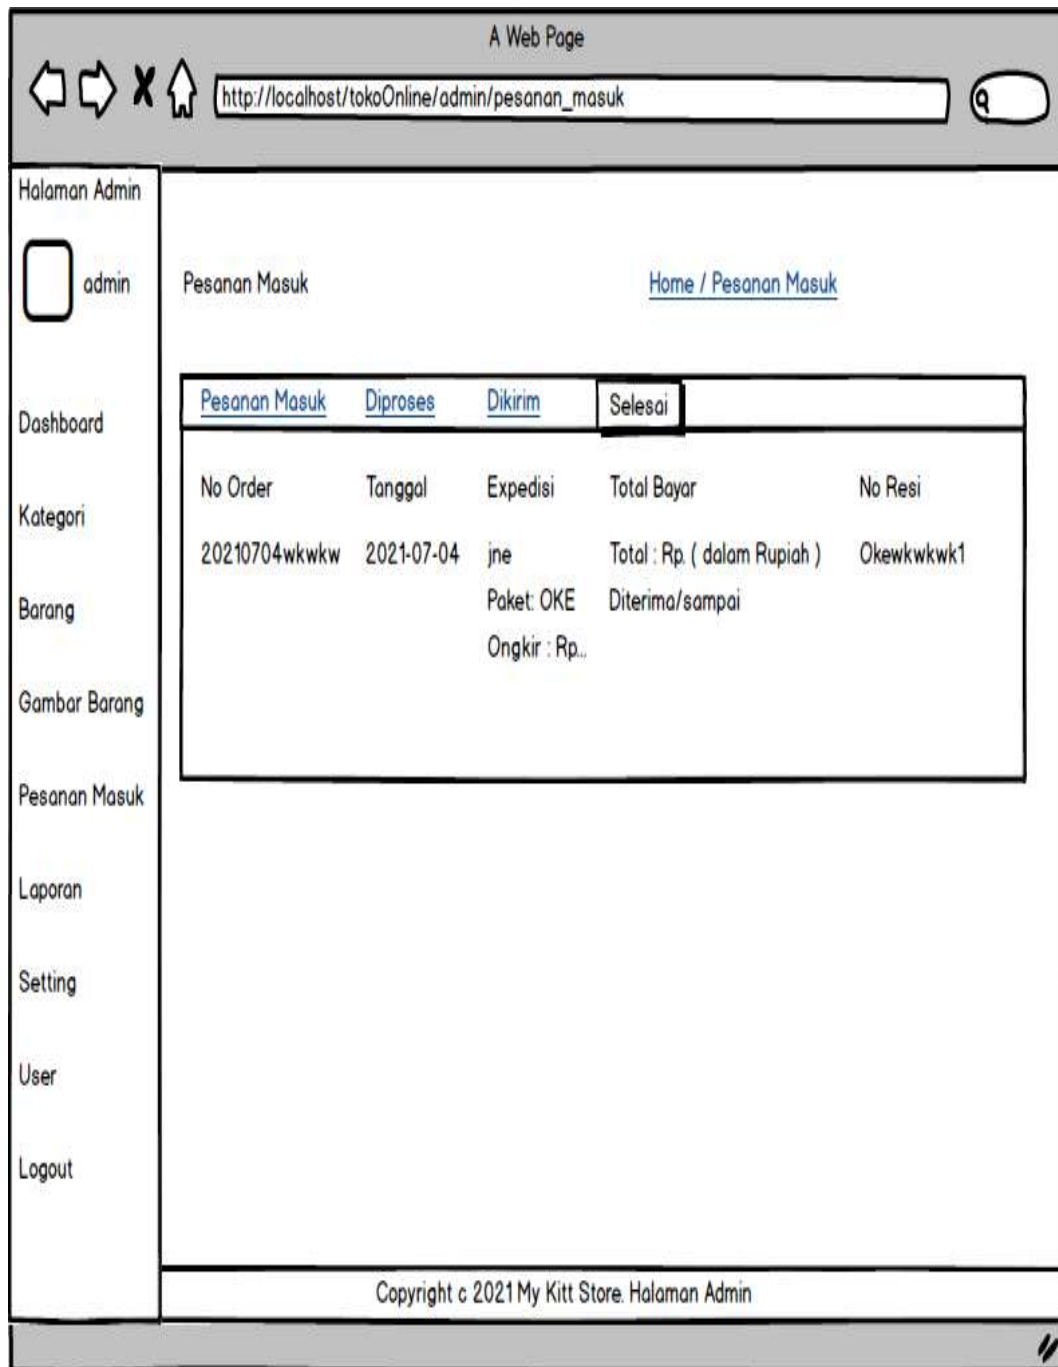 A Web Page
http://localhost/tokoOnline/admin/pesanan_masuk
Halaman Admin
admin
Dashboard
Kategori
Barang
Gambar Barang
Pesanan Masuk
Laporan
Setting
User
Logout
Pesanan Masuk
Home / Pesanan Masuk
Pesanan Masuk Diproses Dikirim Selesai
No Order Tanggal Expedisi Total Bayar No Resi
20210704wkwkw 2021-07-04 jne Total : Rp. ( dalam Rupiah ) Okewkwkwk1
Paket: OKE Diterima/sampai
Ongkir : Rp...
Copyright c 2021 My Kitt Store. Halaman Admin